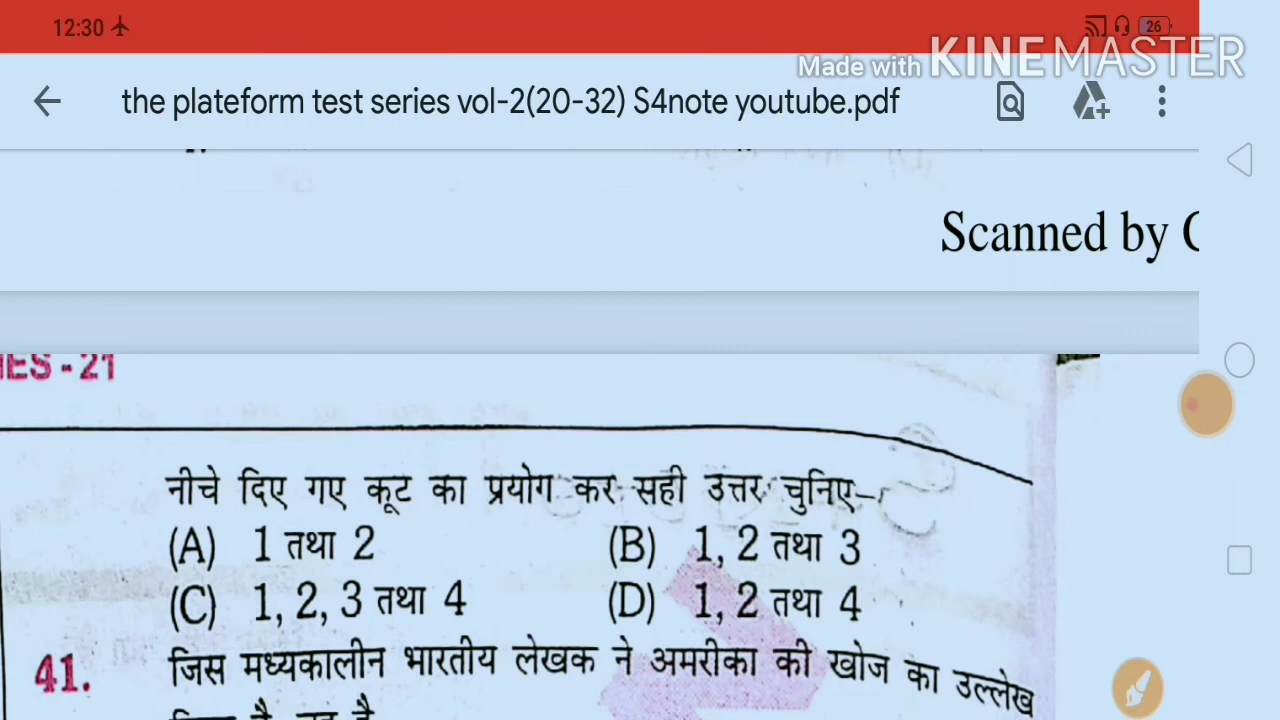 12:30
26
Made with KINEMASTER
the plateform test series vol-2(20-32) S4note youtube.pdf
Scanned by
IES - 21
नीचे दिए गए कूट का प्रयोग कर सही उत्तर चुनिए–
(A) 1 तथा 2 (B) 1, 2 तथा 3
(C) 1, 2, 3 तथा 4 (D) 1, 2 तथा 4
41. जिस मध्यकालीन भारतीय लेखक ने अमरीका की खोज का उल्लेख